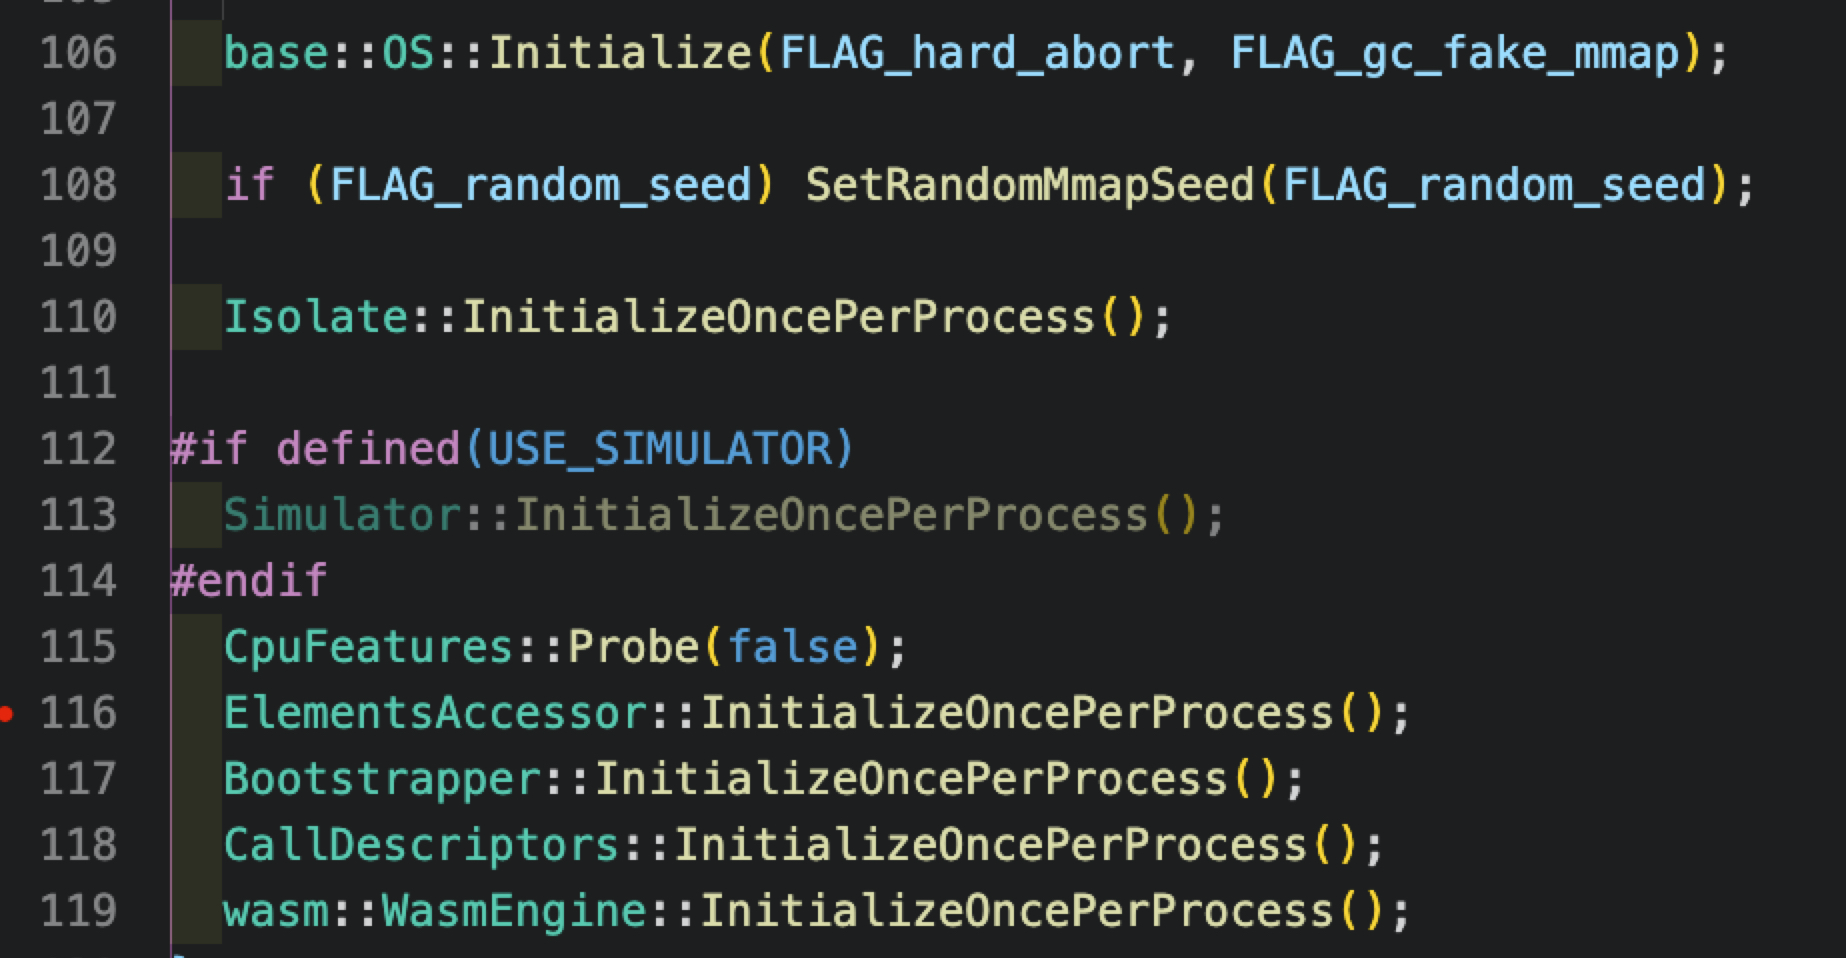 106 base::OS::Initialize(FLAG_hard_abort, FLAG_gc_fake_mmap);
107
108 if (FLAG_random_seed) SetRandomMmapSeed(FLAG_random_seed);
109
110 Isolate::InitializeOncePerProcess();
111
112 #if defined(USE_SIMULATOR)
113 Simulator::InitializeOncePerProcess();
114 #endif
115 CpuFeatures::Probe(false);
116 ElementsAccessor::InitializeOncePerProcess();
117 Bootstrapper::InitializeOncePerProcess();
118 CallDescriptors::InitializeOncePerProcess();
119 wasm::WasmEngine::InitializeOncePerProcess();